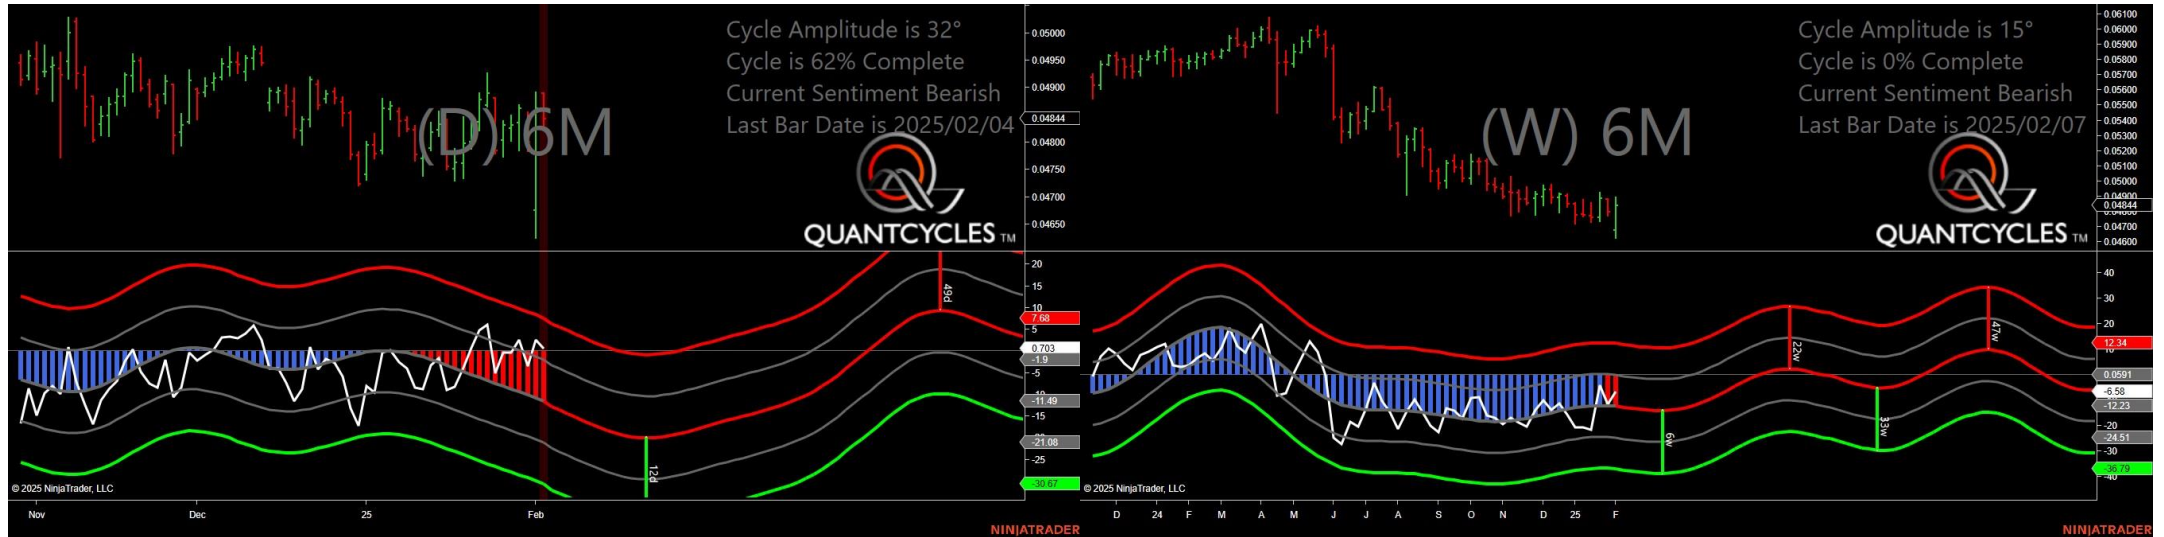 Cycle Amplitude is 32°
Cycle is 62% Complete
Current Sentiment Bearish
Last Bar Date is 2025/02/04
(D) 6M
QUANTCYCLES TM
0.05000
0.04950
0.04900
0.04844
0.04800
0.04750
0.04700
0.04650
20
15
10
7.68
5
0.703
-1.9
-5
-11.49
-15
-21.08
-25
-30.67
49d
12d
© 2025 NinjaTrader, LLC
Nov
Dec
25
Feb
NINJATRADER
Cycle Amplitude is 15°
Cycle is 0% Complete
Current Sentiment Bearish
Last Bar Date is 2025/02/07
(W) 6M
QUANTCYCLES TM
0.06100
0.05900
0.05800
0.05700
0.05600
0.05500
0.05400
0.05300
0.05200
0.05100
0.05000
0.04900
0.04844
0.04700
0.04600
40
30
20
12.34
10
0.0591
-6.58
-12.23
-20
-24.51
-30
-36.79
-40
22w
47w
6w
33w
© 2025 NinjaTrader, LLC
D
24
F
M
A
M
J
J
A
S
O
N
D
25
F
NINJATRADER